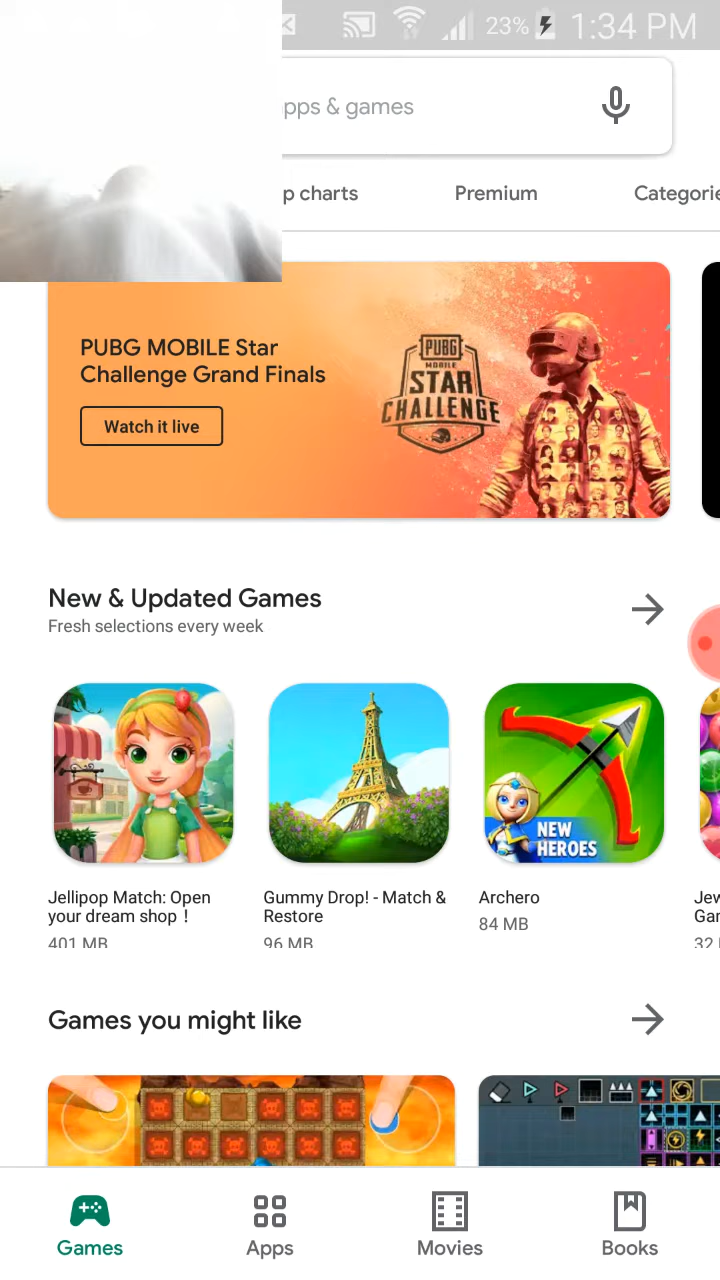 23% 1:34 PM
apps & games
p charts Premium Categorie
PUBG MOBILE Star
Challenge Grand Finals
Watch it live
PUBG
MOBILE
STAR
CHALLENGE
New & Updated Games
Fresh selections every week
NEW
HEROES
Jellipop Match: Open
your dream shop！
401 MB
Gummy Drop! - Match &
Restore
96 MB
Archero
84 MB
Jew
Gar
32
Games you might like
Games Apps Movies Books